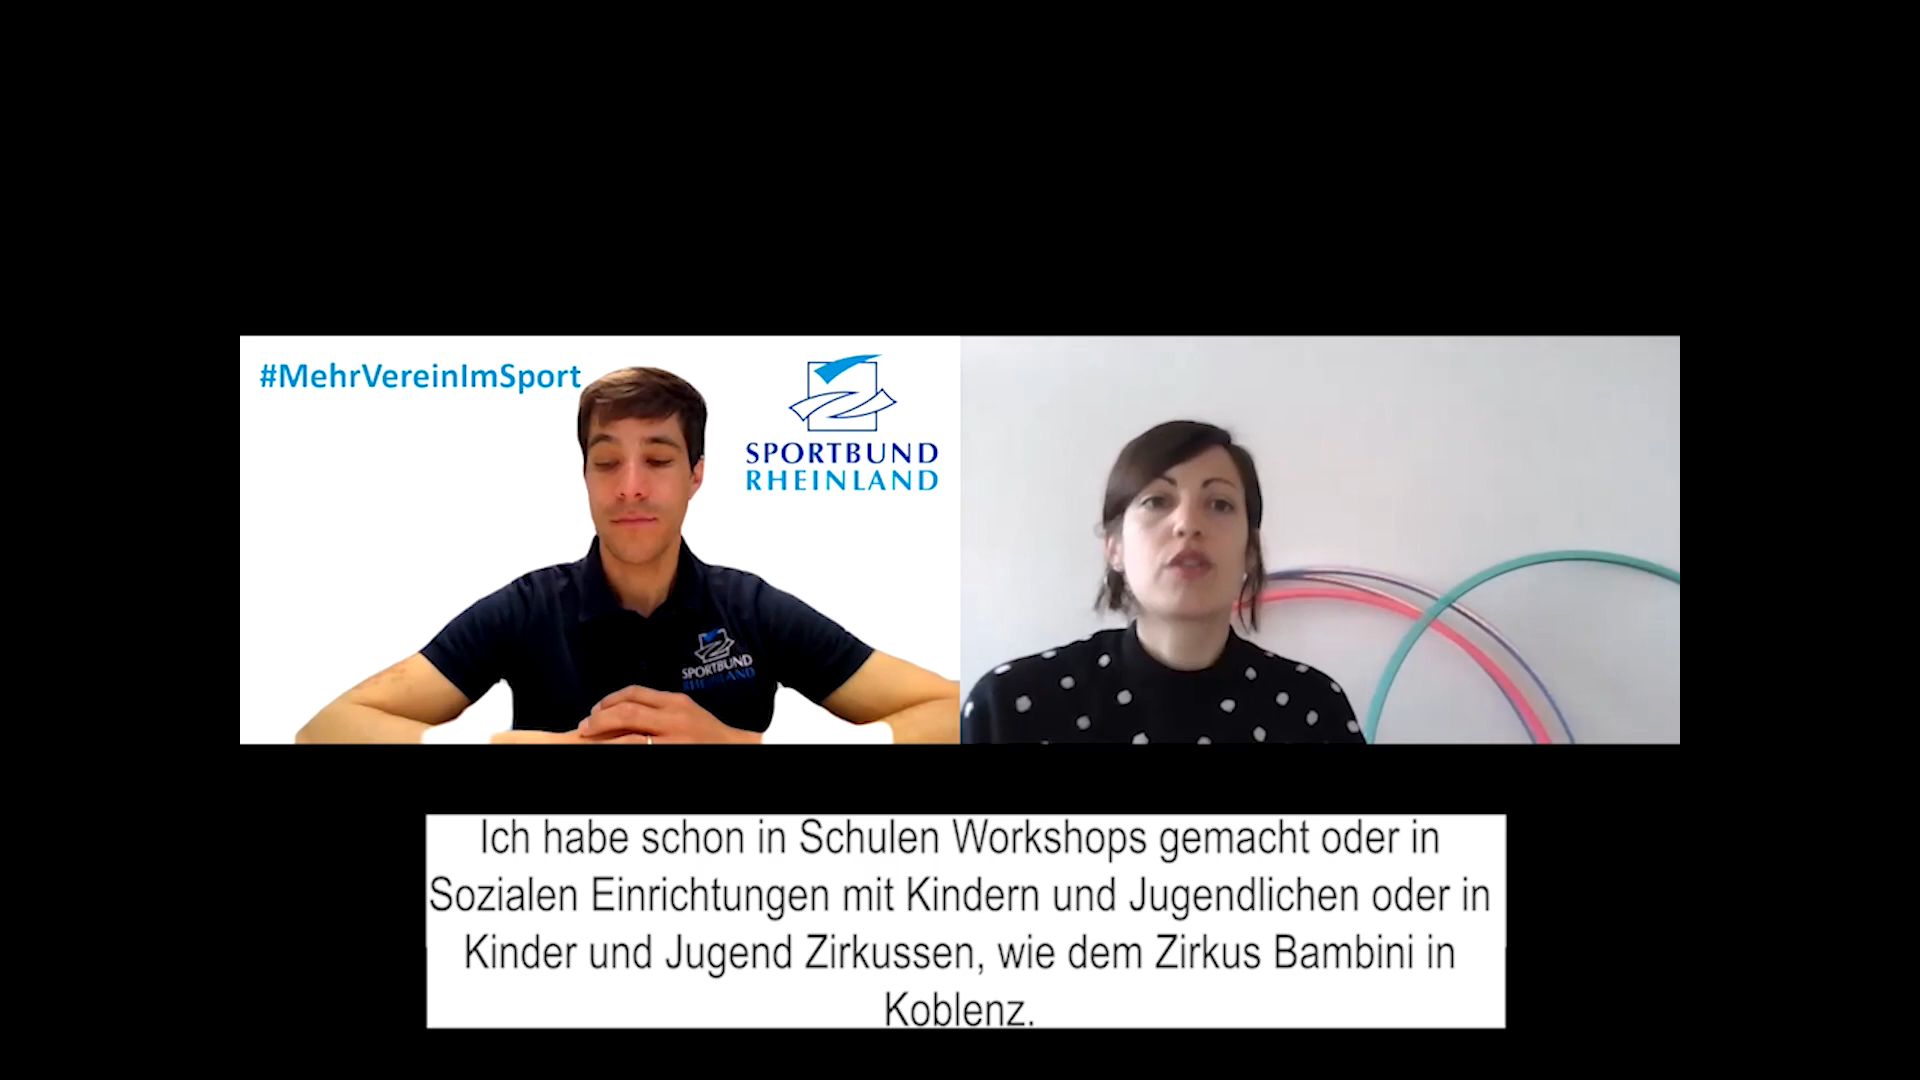 #MehrVereinImSport
SPORTBUND
RHEINLAND
SPORTBUND
RHEINLAND
Ich habe schon in Schulen Workshops gemacht oder in
Sozialen Einrichtungen mit Kindern und Jugendlichen oder in
Kinder und Jugend Zirkussen, wie dem Zirkus Bambini in
Koblenz.